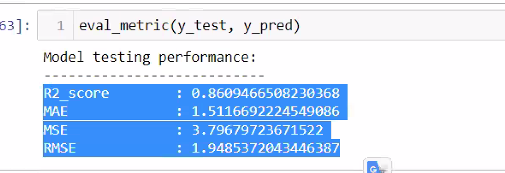 63]:
1 eval_metric(y_test, y_pred)
Model testing performance:
--------------------------
R2_score : 0.8609466508230368
MAE : 1.5116692224549086
MSE : 3.79679723671522
RMSE : 1.9485372043446387
G